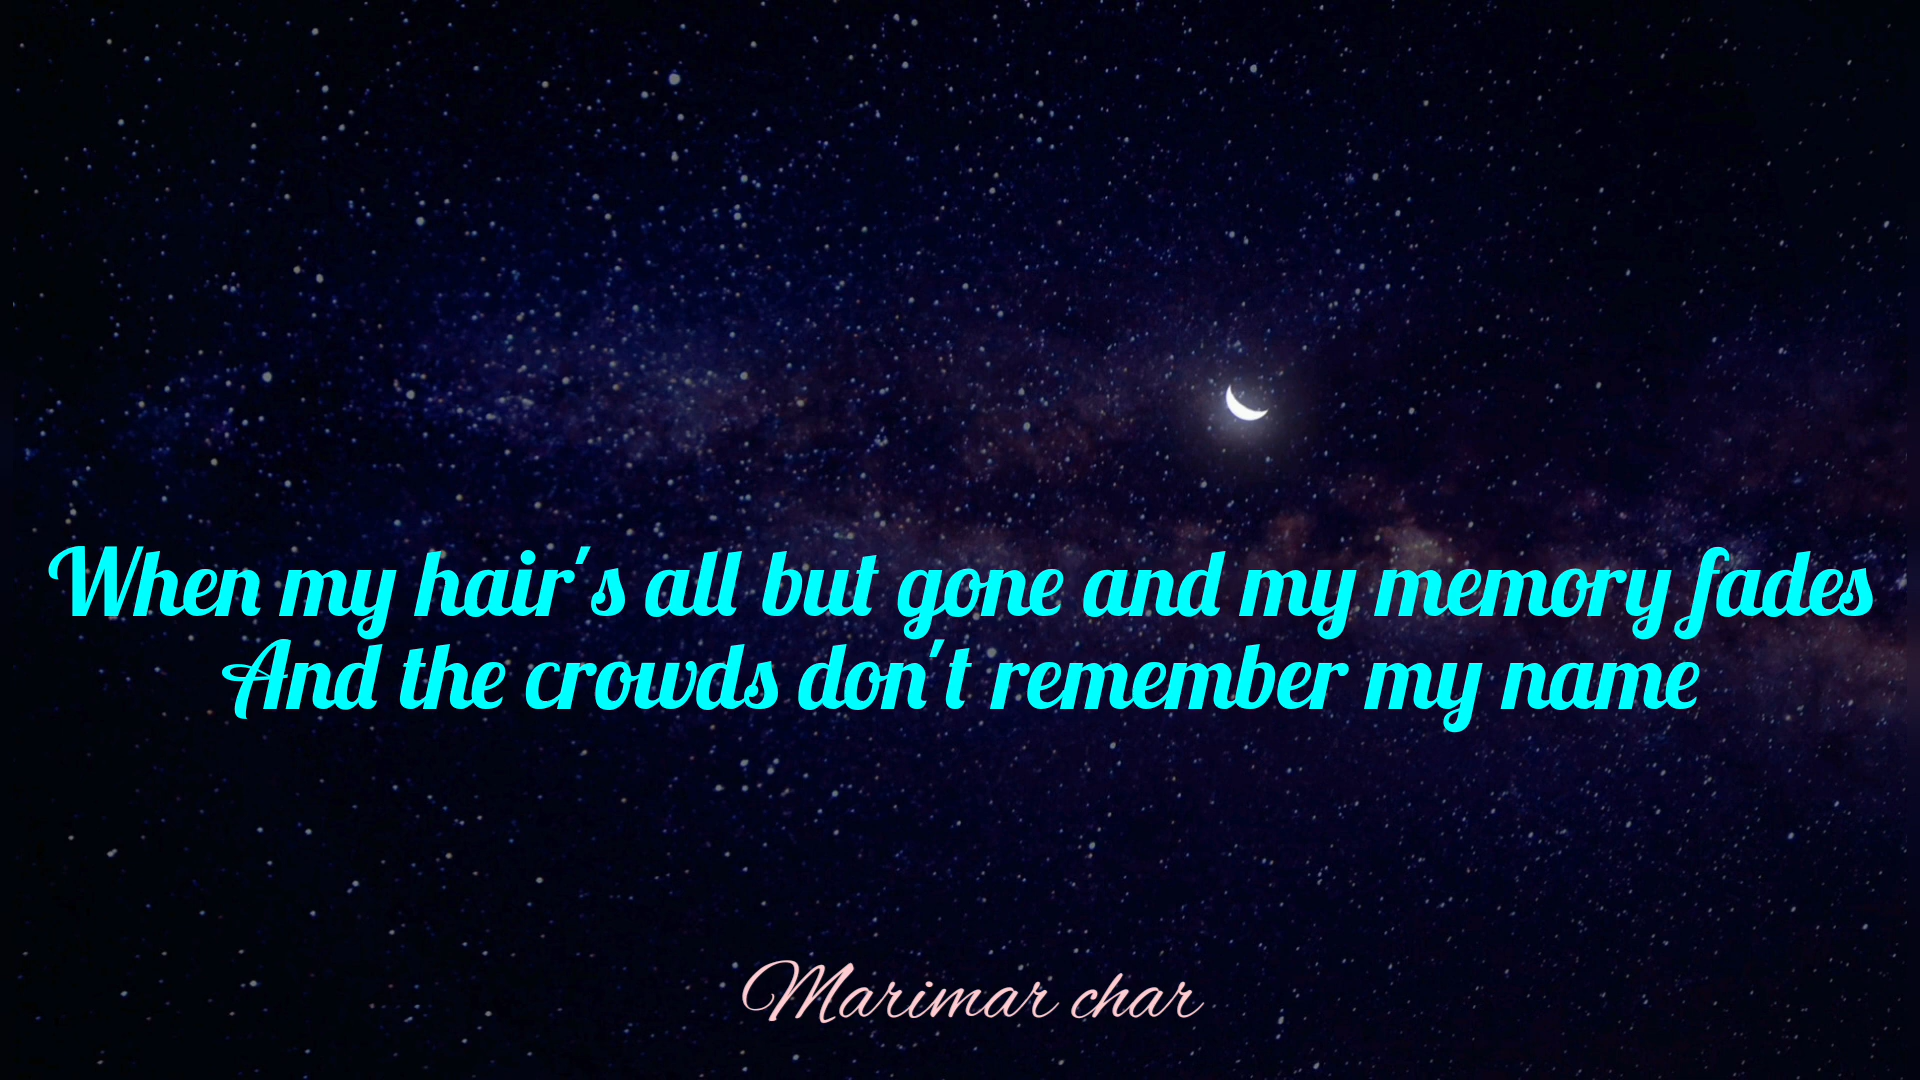 When my hair's all but gone and my memory fades
And the crowds don't remember my name
Marimar char